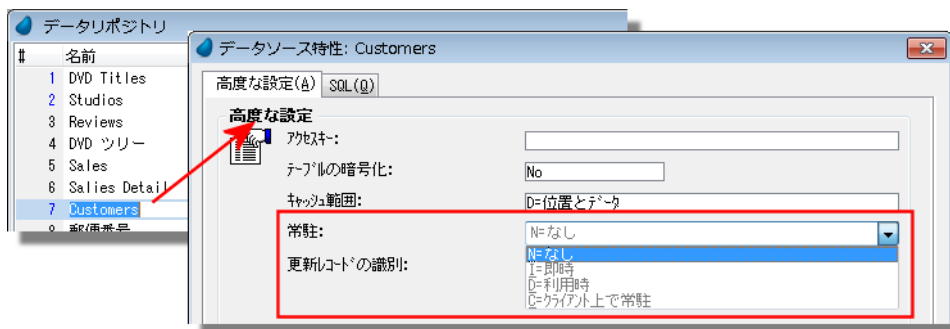 データリポジトリ
# 名前
1 DVD Titles
2 Studios
3 Reviews
4 DVD ツリー
5 Sales
6 Salies Detail
7 Customers
データソース特性: Customers
高度な設定(A) SQL(Q)
高度な設定
アクセスキー:
テーブルの暗号化: No
キャッシュ範囲: D=位置とデータ
常駐: N=なし
更新レコードの識別:
N=なし
I=即時
D=利用時
C=クライアント上で常駐